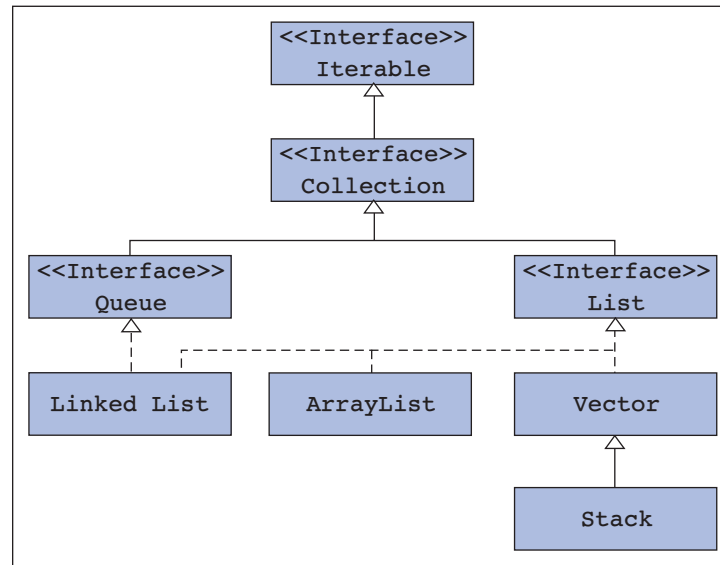 <<Interface>>
Iterable
<<Interface>>
Collection
<<Interface>>
Queue
<<Interface>>
List
Linked List
ArrayList
Vector
Stack